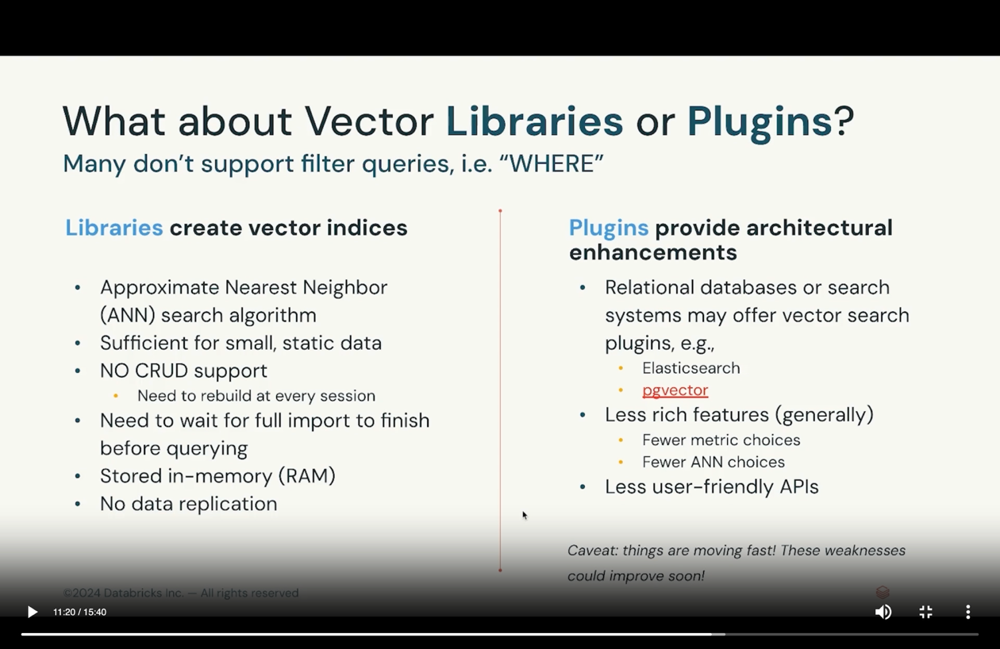 What about Vector Libraries or Plugins?
Many don’t support filter queries, i.e. “WHERE”
Libraries create vector indices
• Approximate Nearest Neighbor
(ANN) search algorithm
• Sufficient for small, static data
• NO CRUD support
• Need to rebuild at every session
• Need to wait for full import to finish
before querying
• Stored in-memory (RAM)
• No data replication
Plugins provide architectural
enhancements
• Relational databases or search
systems may offer vector search
plugins, e.g.,
• Elasticsearch
• pgvector
• Less rich features (generally)
• Fewer metric choices
• Fewer ANN choices
• Less user-friendly APIs
Caveat: things are moving fast! These weaknesses
could improve soon!
©2024 Databricks Inc. — All rights reserved
11:20 / 15:40